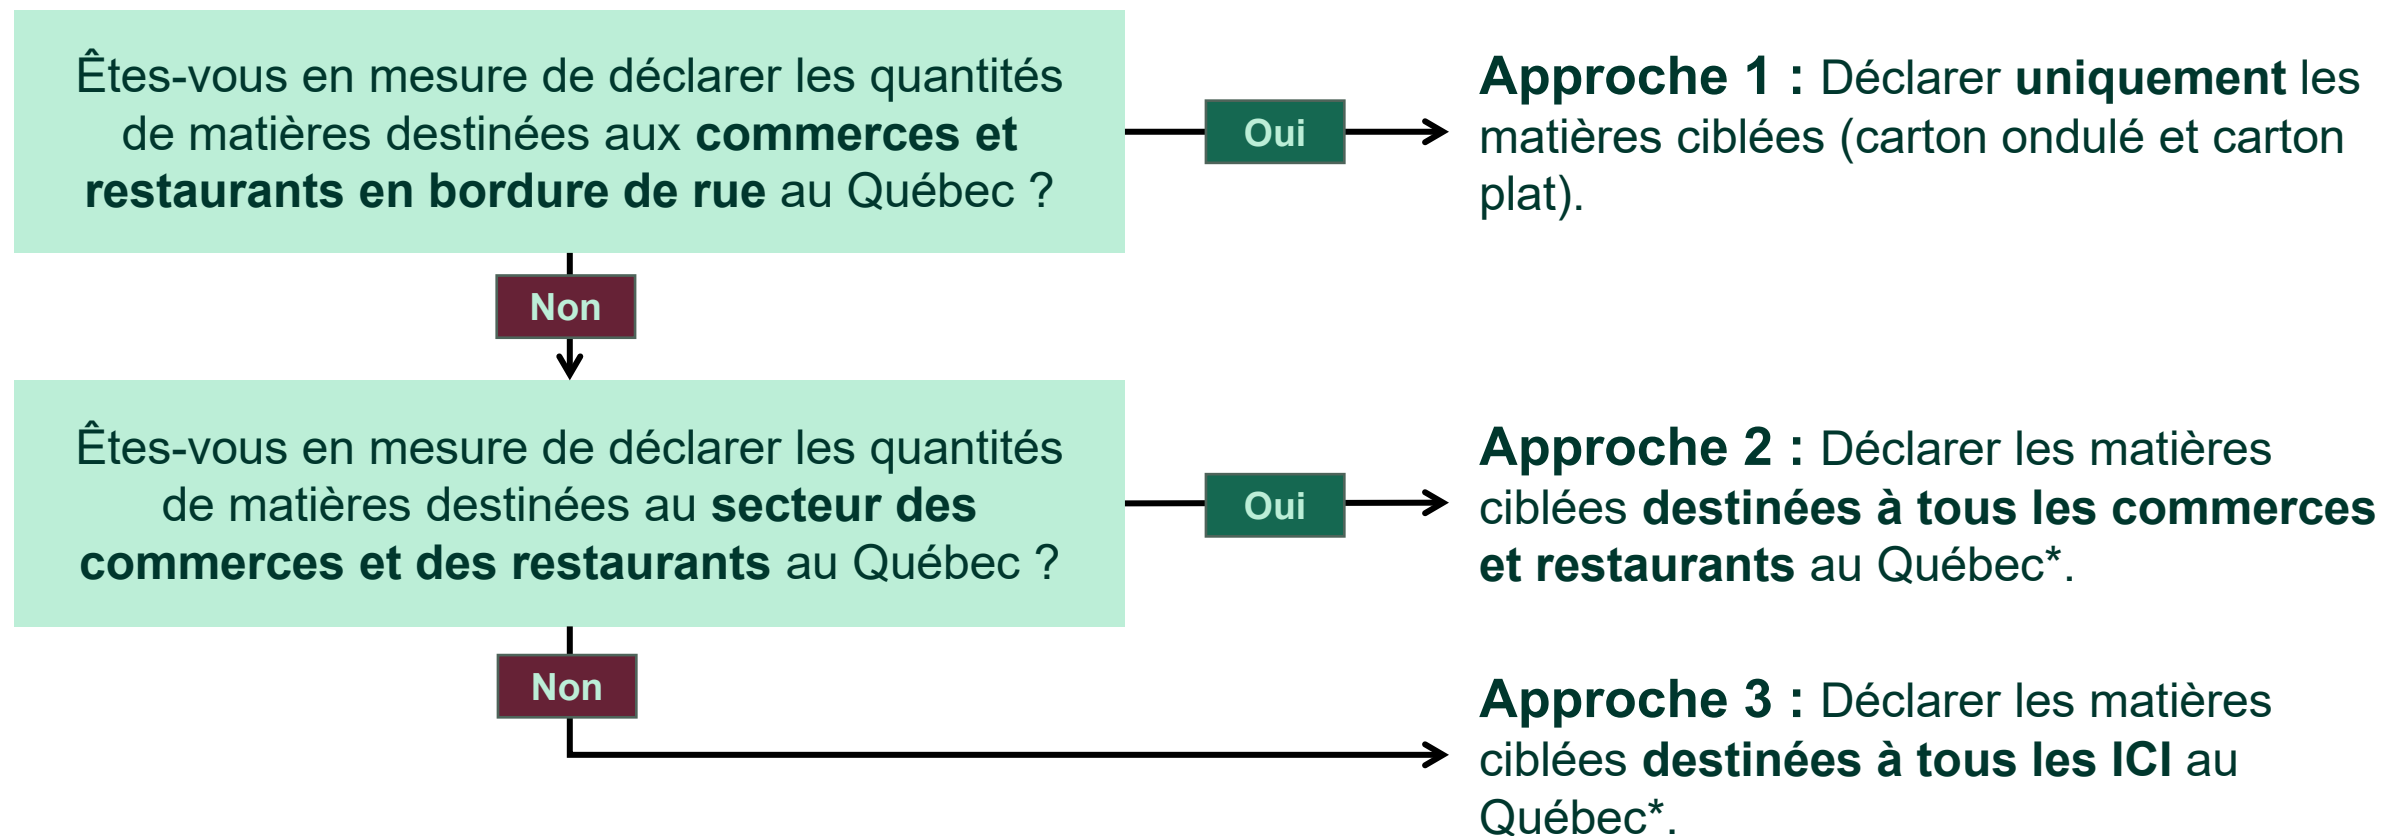 Êtes-vous en mesure de déclarer les quantités
de matières destinées aux commerces et
restaurants en bordure de rue au Québec ?
Oui
Approche 1 : Déclarer uniquement les
matières ciblées (carton ondulé et carton
plat).
Non
Êtes-vous en mesure de déclarer les quantités
de matières destinées au secteur des
commerces et des restaurants au Québec ?
Oui
Approche 2 : Déclarer les matières
ciblées destinées à tous les commerces
et restaurants au Québec*.
Non
Approche 3 : Déclarer les matières
ciblées destinées à tous les ICI au
Québec*.